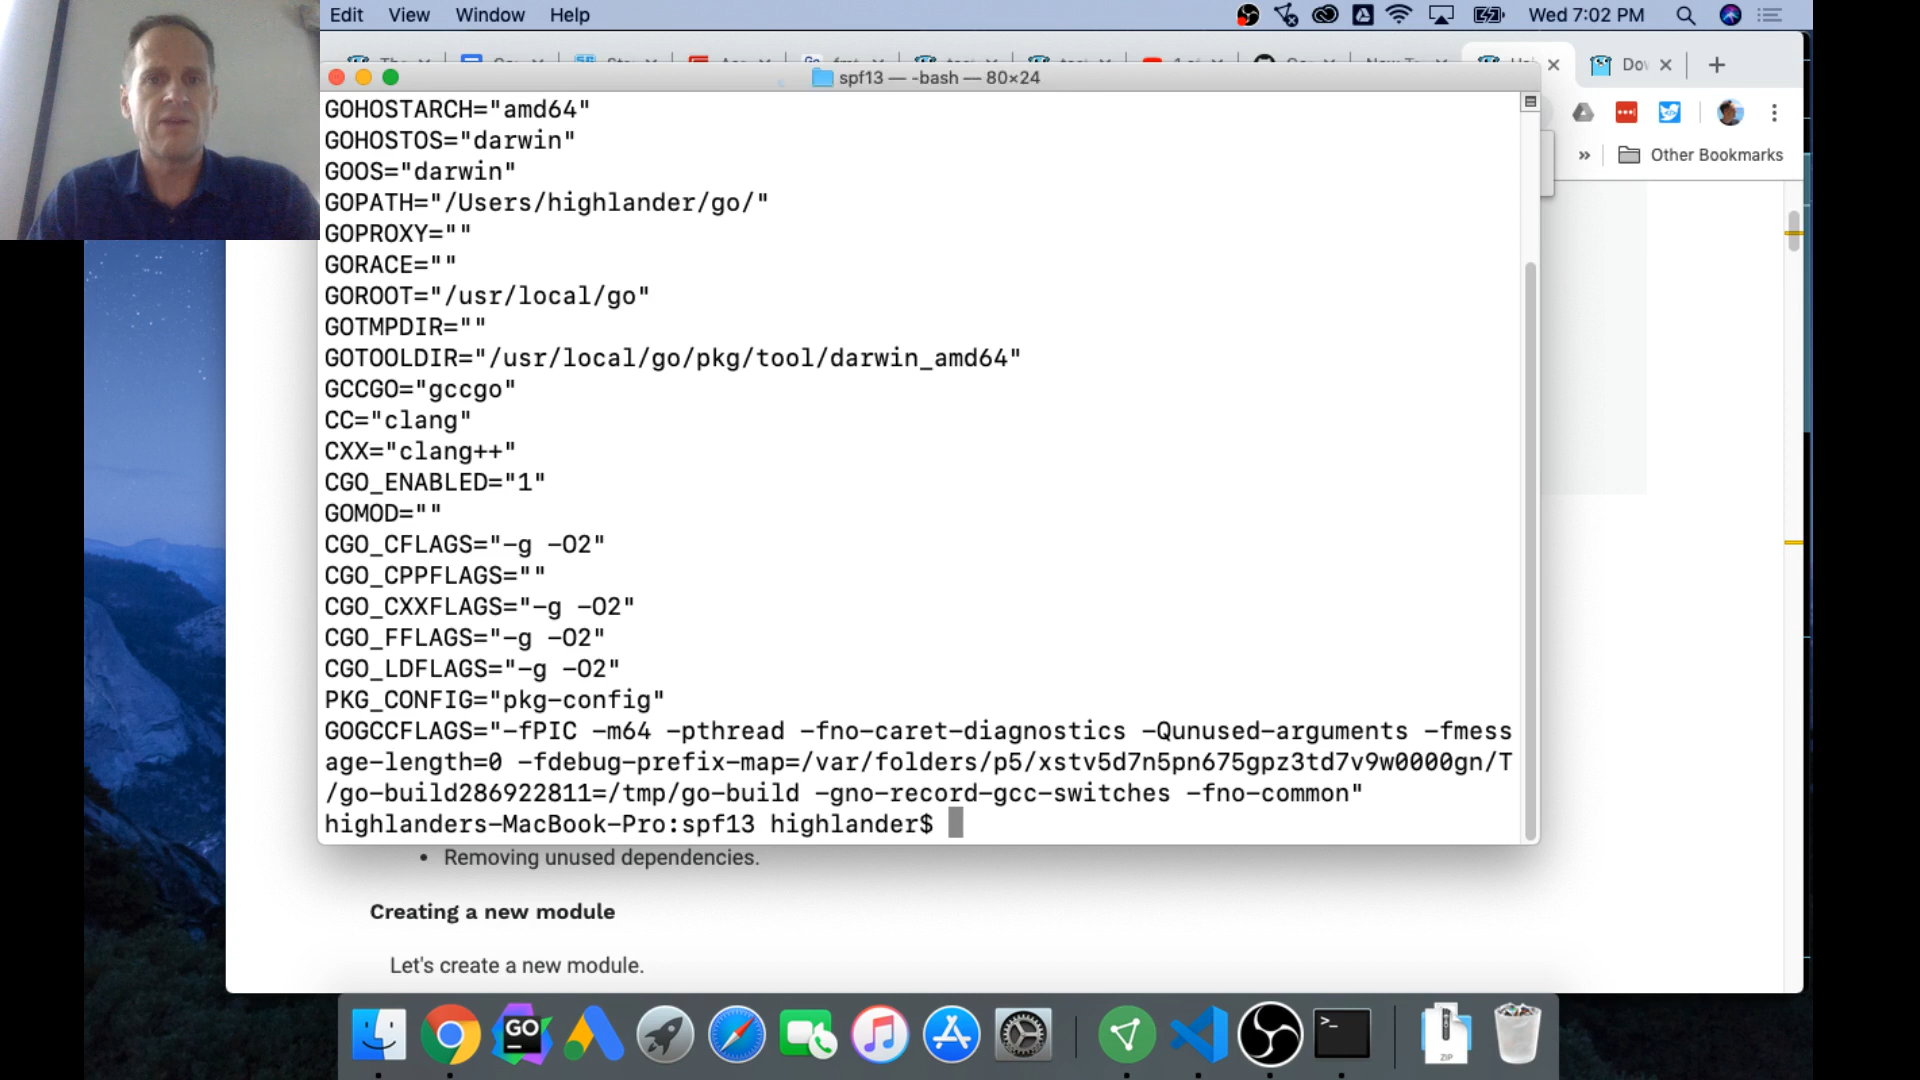 Edit View Window Help
Wed 7:02 PM
spf13 — -bash — 80×24
Other Bookmarks
GOHOSTARCH="amd64"
GOHOSTOS="darwin"
GOOS="darwin"
GOPATH="/Users/highlander/go/"
GOPROXY=""
GORACE=""
GOROOT="/usr/local/go"
GOTMPDIR=""
GOTOOLDIR="/usr/local/go/pkg/tool/darwin_amd64"
GCCGO="gccgo"
CC="clang"
CXX="clang++"
CGO_ENABLED="1"
GOMOD=""
CGO_CFLAGS="-g -O2"
CGO_CPPFLAGS=""
CGO_CXXFLAGS="-g -O2"
CGO_FFLAGS="-g -O2"
CGO_LDFLAGS="-g -O2"
PKG_CONFIG="pkg-config"
GOGCCFLAGS="-fPIC -m64 -pthread -fno-caret-diagnostics -Qunused-arguments -fmess
age-length=0 -fdebug-prefix-map=/var/folders/p5/xstv5d7n5pn675gpz3td7v9w0000gn/T
/go-build286922811=/tmp/go-build -gno-record-gcc-switches -fno-common"
highlanders-MacBook-Pro:spf13 highlander$
• Removing unused dependencies.
Creating a new module
Let's create a new module.
GO
>_
ZIP